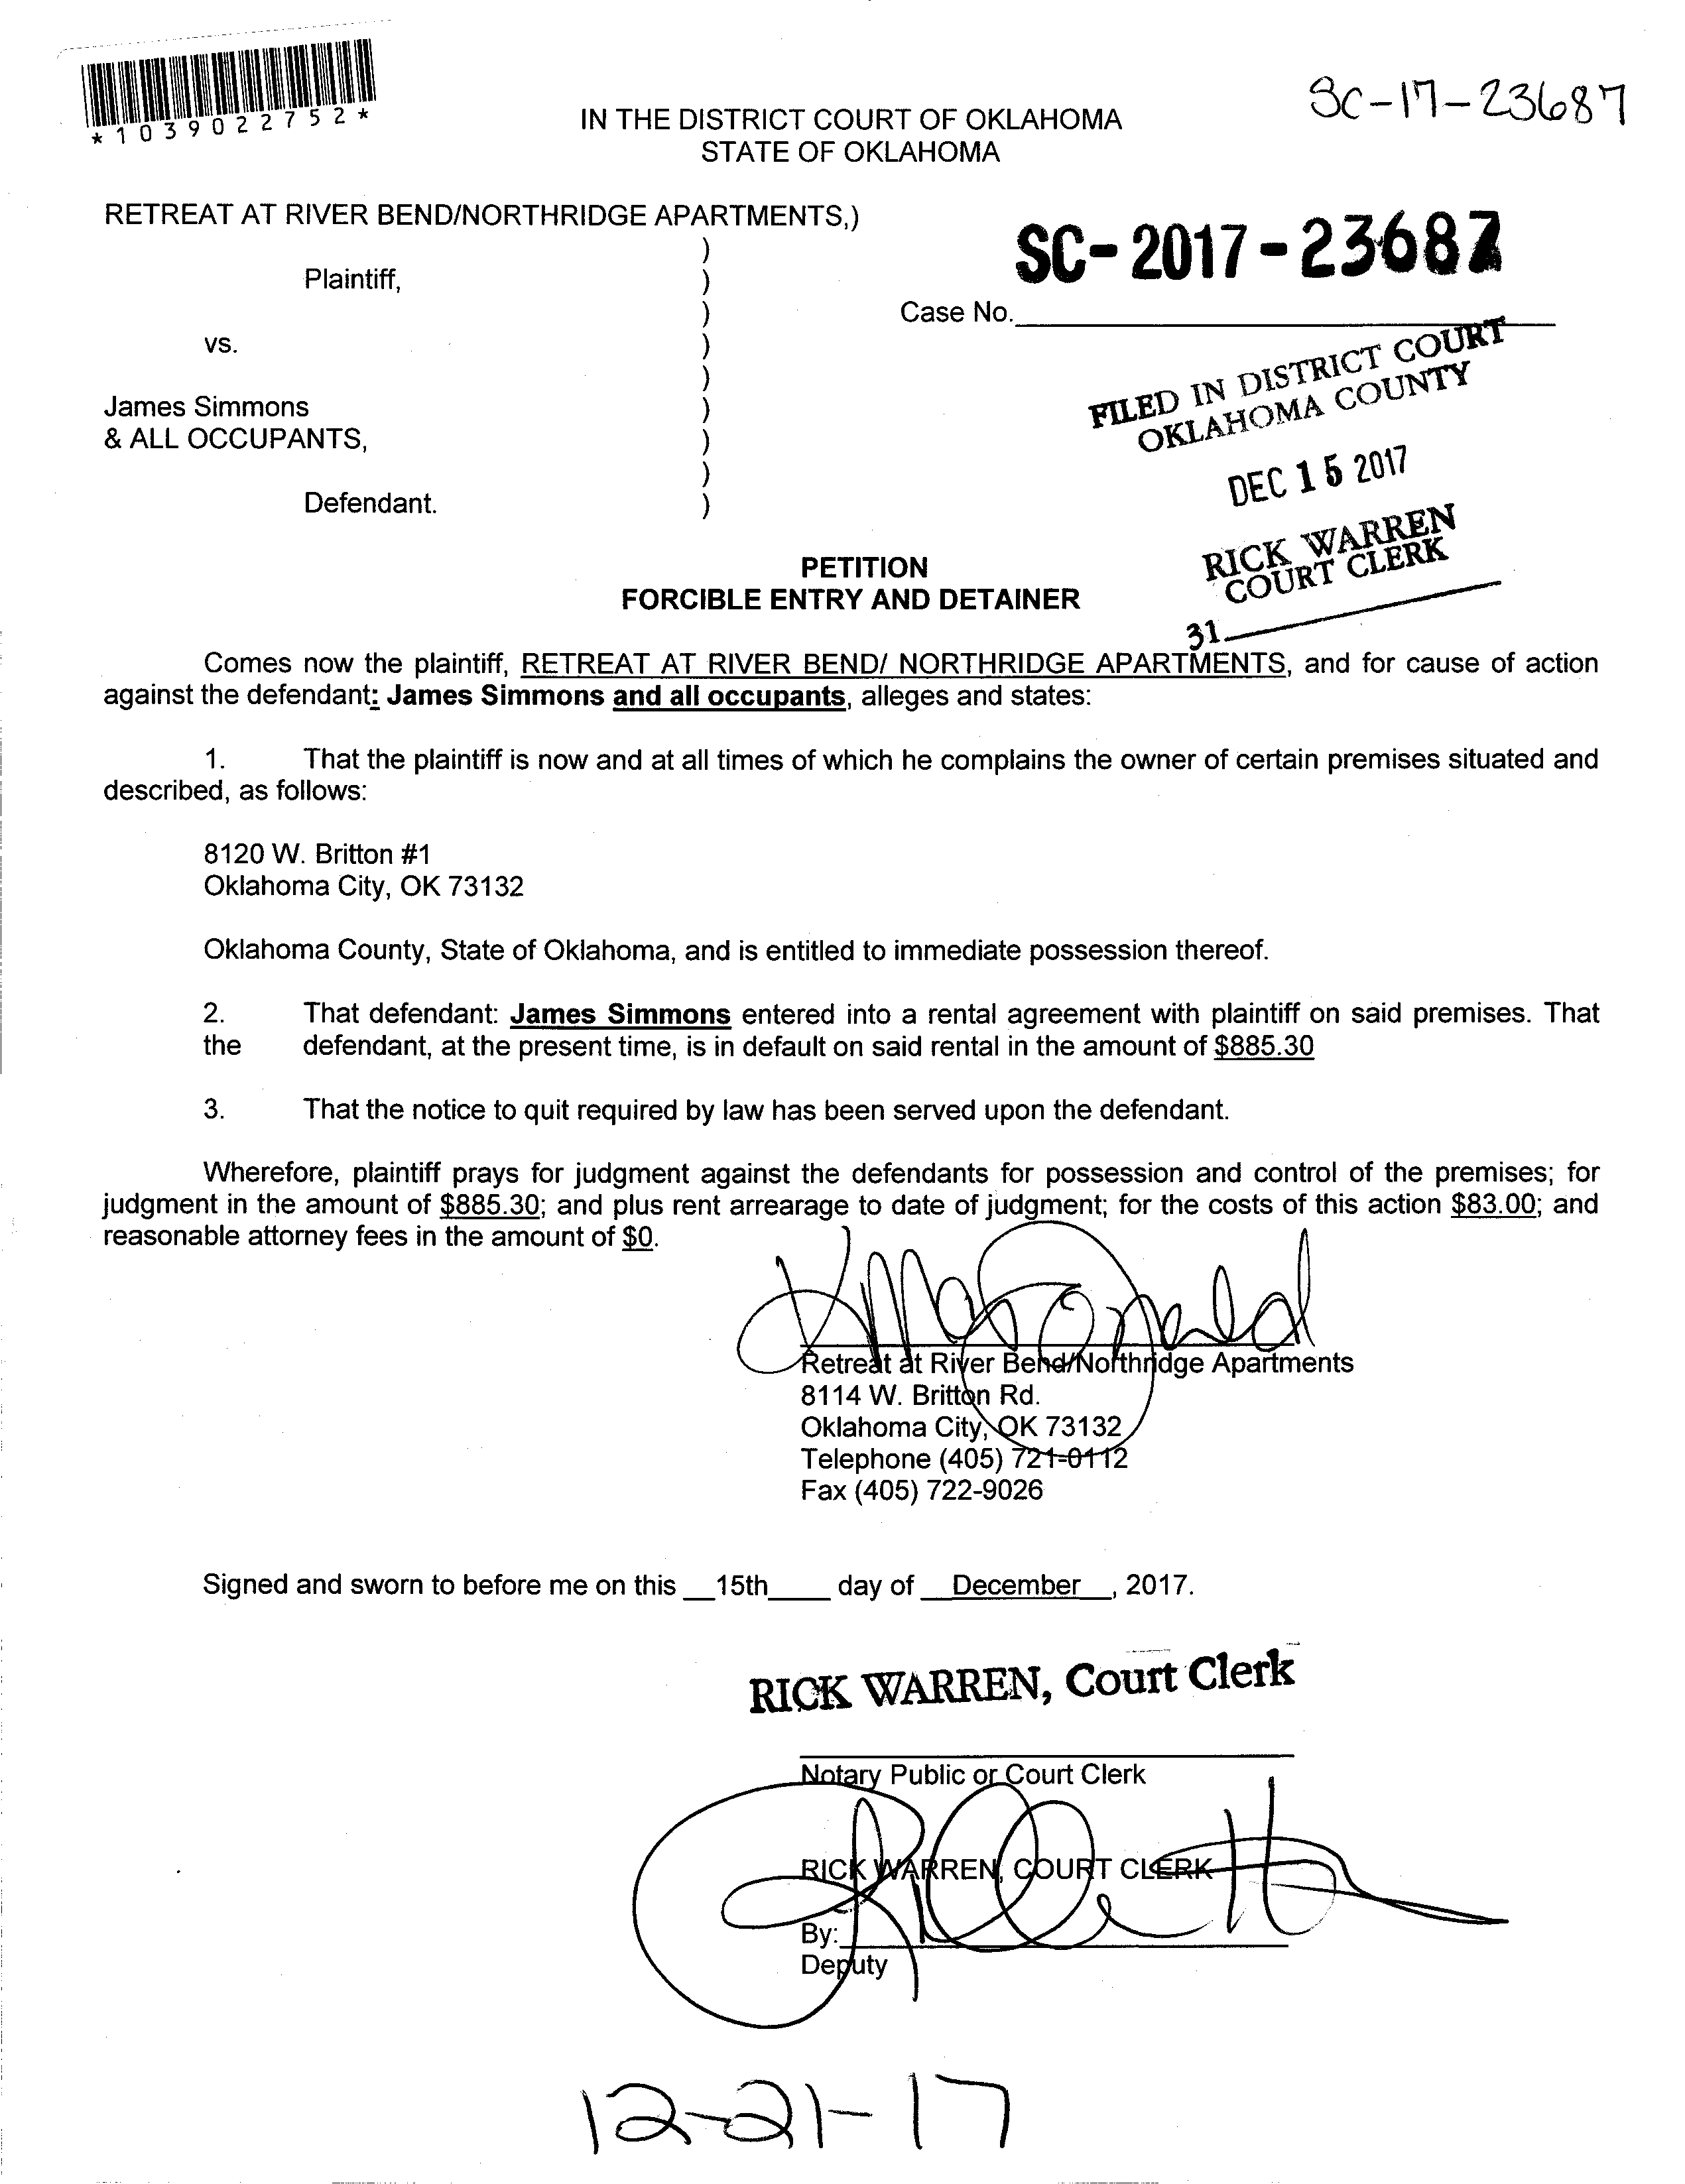 *1039022752*
SC-17-23687
IN THE DISTRICT COURT OF OKLAHOMA
STATE OF OKLAHOMA
RETREAT AT RIVER BEND/NORTHRIDGE APARTMENTS,)
)
Plaintiff, )
)
vs. )
)
James Simmons )
& ALL OCCUPANTS, )
)
Defendant. )
SC-2017-23687
Case No.
FILED IN DISTRICT COURT
OKLAHOMA COUNTY
DEC 15 2017
RICK WARREN
COURT CLERK
31
PETITION
FORCIBLE ENTRY AND DETAINER
Comes now the plaintiff, RETREAT AT RIVER BEND/ NORTHRIDGE APARTMENTS, and for cause of action
against the defendant: James Simmons and all occupants, alleges and states:
1. That the plaintiff is now and at all times of which he complains the owner of certain premises situated and
described, as follows:
8120 W. Britton #1
Oklahoma City, OK 73132
Oklahoma County, State of Oklahoma, and is entitled to immediate possession thereof.
2. That defendant: James Simmons entered into a rental agreement with plaintiff on said premises. That
the defendant, at the present time, is in default on said rental in the amount of $885.30
3. That the notice to quit required by law has been served upon the defendant.
Wherefore, plaintiff prays for judgment against the defendants for possession and control of the premises; for
judgment in the amount of $885.30; and plus rent arrearage to date of judgment; for the costs of this action $83.00; and
reasonable attorney fees in the amount of $0.
Retreat at River Bend/Northridge Apartments
8114 W. Britton Rd.
Oklahoma City, OK 73132
Telephone (405) 721-0112
Fax (405) 722-9026
Signed and sworn to before me on this __15th____ day of __December__, 2017.
RICK WARREN, Court Clerk
Notary Public or Court Clerk
RICK WARREN, COURT CLERK
By:
Deputy
12-21-17